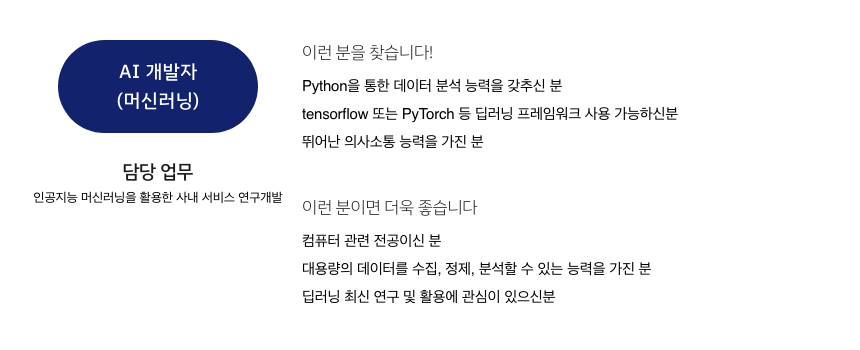 AI 개발자
(머신러닝)
담당 업무
인공지능 머신러닝을 활용한 사내 서비스 연구개발
이런 분을 찾습니다!
Python을 통한 데이터 분석 능력을 갖추신 분
tensorflow 또는 PyTorch 등 딥러닝 프레임워크 사용 가능하신분
뛰어난 의사소통 능력을 가진 분
이런 분이면 더욱 좋습니다
컴퓨터 관련 전공이신 분
대용량의 데이터를 수집, 정제, 분석할 수 있는 능력을 가진 분
딥러닝 최신 연구 및 활용에 관심이 있으신분